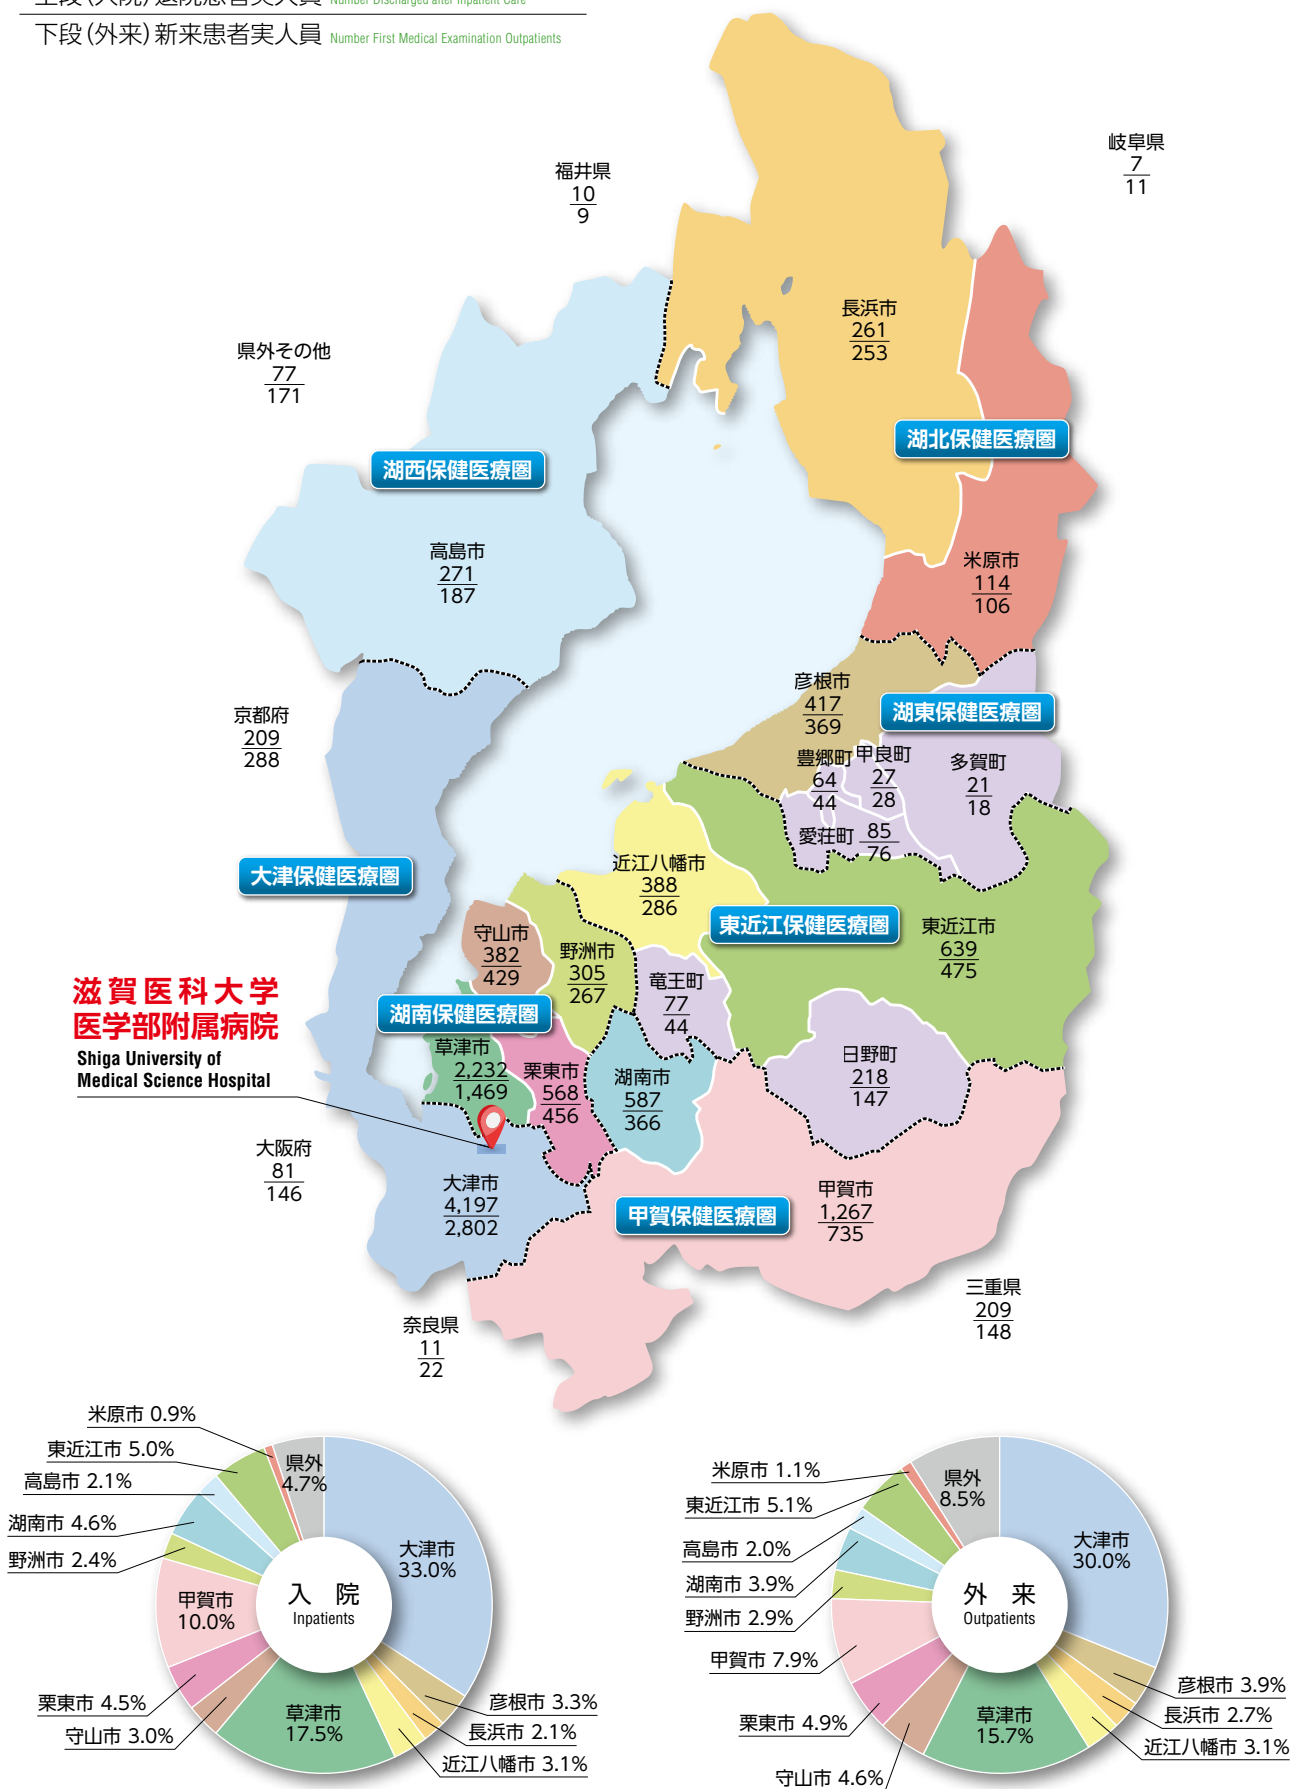 上段(入院)退院患者実人員 Number Discharged after Inpatient Care
下段(外来)新来患者実人員 Number First Medical Examination Outpatients
岐阜県
7
11
福井県
10
9
長浜市
261
253
県外その他
77
171
湖北保健医療圏
湖西保健医療圏
高島市
271
187
米原市
114
106
彦根市
417
369
湖東保健医療圏
京都府
209
288
豊郷町
64
44
甲良町
27
28
多賀町
21
18
愛荘町
85
76
大津保健医療圏
近江八幡市
388
286
東近江保健医療圏
東近江市
639
475
守山市
382
429
野洲市
305
267
竜王町
77
44
滋賀医科大学
医学部附属病院
Shiga University of
Medical Science Hospital
湖南保健医療圏
草津市
2,232
1,469
栗東市
568
456
湖南市
587
366
日野町
218
147
大阪府
81
146
大津市
4,197
2,802
甲賀保健医療圏
甲賀市
1,267
735
三重県
209
148
奈良県
11
22
米原市 0.9%
東近江市 5.0%
高島市 2.1%
湖南市 4.6%
野洲市 2.4%
甲賀市
10.0%
栗東市 4.5%
守山市 3.0%
草津市
17.5%
県外
4.7%
大津市
33.0%
入 院
Inpatients
彦根市 3.3%
長浜市 2.1%
近江八幡市 3.1%
米原市 1.1%
東近江市 5.1%
高島市 2.0%
湖南市 3.9%
野洲市 2.9%
甲賀市 7.9%
栗東市 4.9%
守山市 4.6%
草津市
15.7%
県外
8.5%
大津市
30.0%
外 来
Outpatients
彦根市 3.9%
長浜市 2.7%
近江八幡市 3.1%